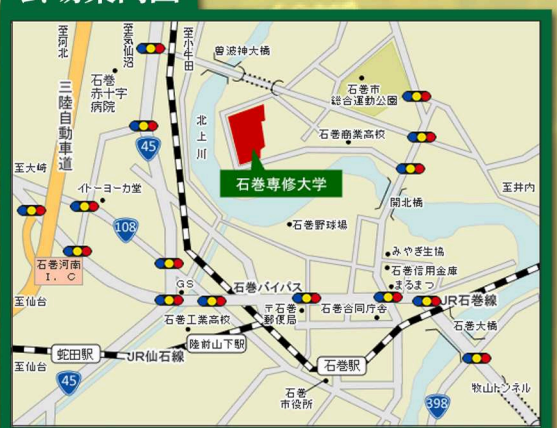 至河北
至気仙沼
至小牛田
曽波神大橋
石巻
赤十字
病院
三陸自動車道
45
北上川
石巻市
総合運動公園
石巻商業高校
至大崎
イトーヨーカ堂
石巻専修大学
至井内
開北橋
108
石巻野球場
みやぎ生協
石巻信用金庫
まるまつ
石巻河南
I.C
GS
石巻バイパス
至仙台
〒石巻
郵便局
石巻合同庁舎
JR石巻線
石巻工業高校
石巻大橋
陸前山下駅
蛇田駅
JR仙石線
石巻駅
至仙台
45
石巻
市役所
398
牧山トンネル